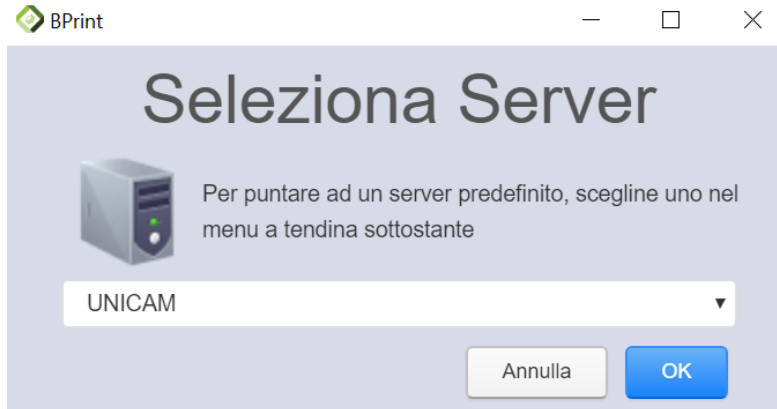 BPrint
Seleziona Server
Per puntare ad un server predefinito, scegline uno nel
menu a tendina sottostante
UNICAM
Annulla
OK